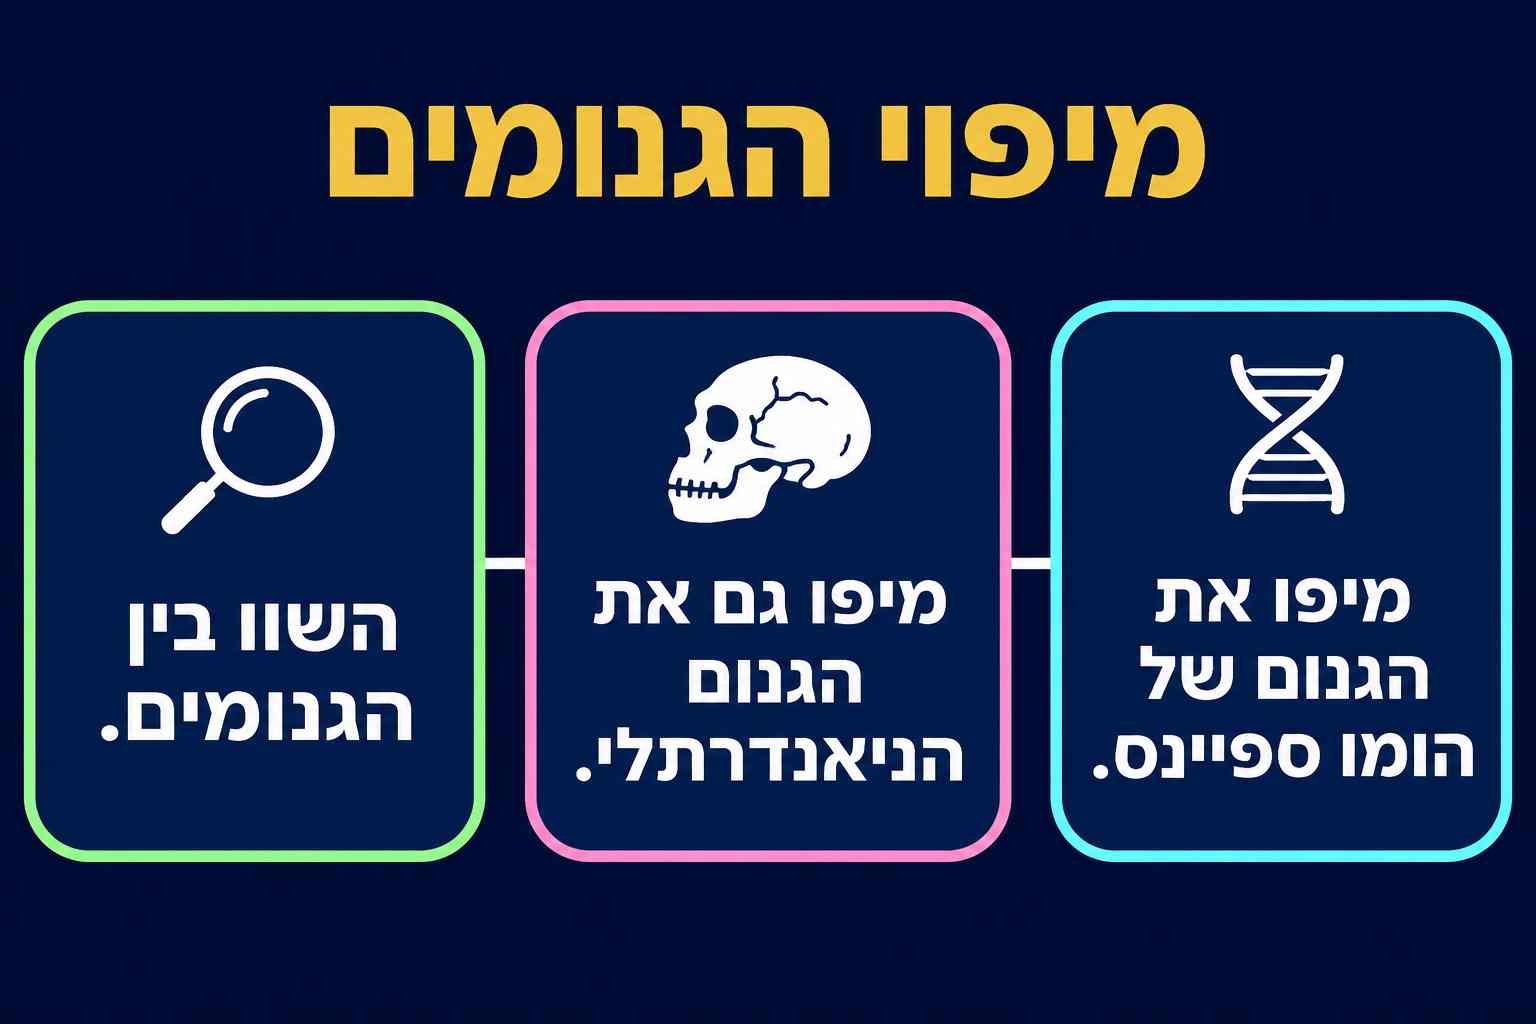 מיפוי הגנומים
מיפו את
הגנום של
הומו ספיינס.
מיפו גם את
הגנום
הניאנדרתלי.
השוו בין
הגנומים.